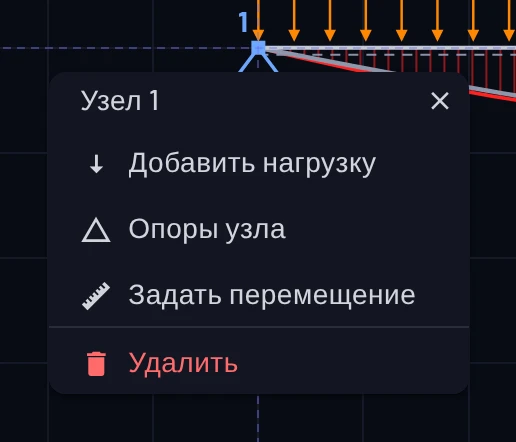 1
Узел 1
Добавить нагрузку
Опоры узла
Задать перемещение
Удалить